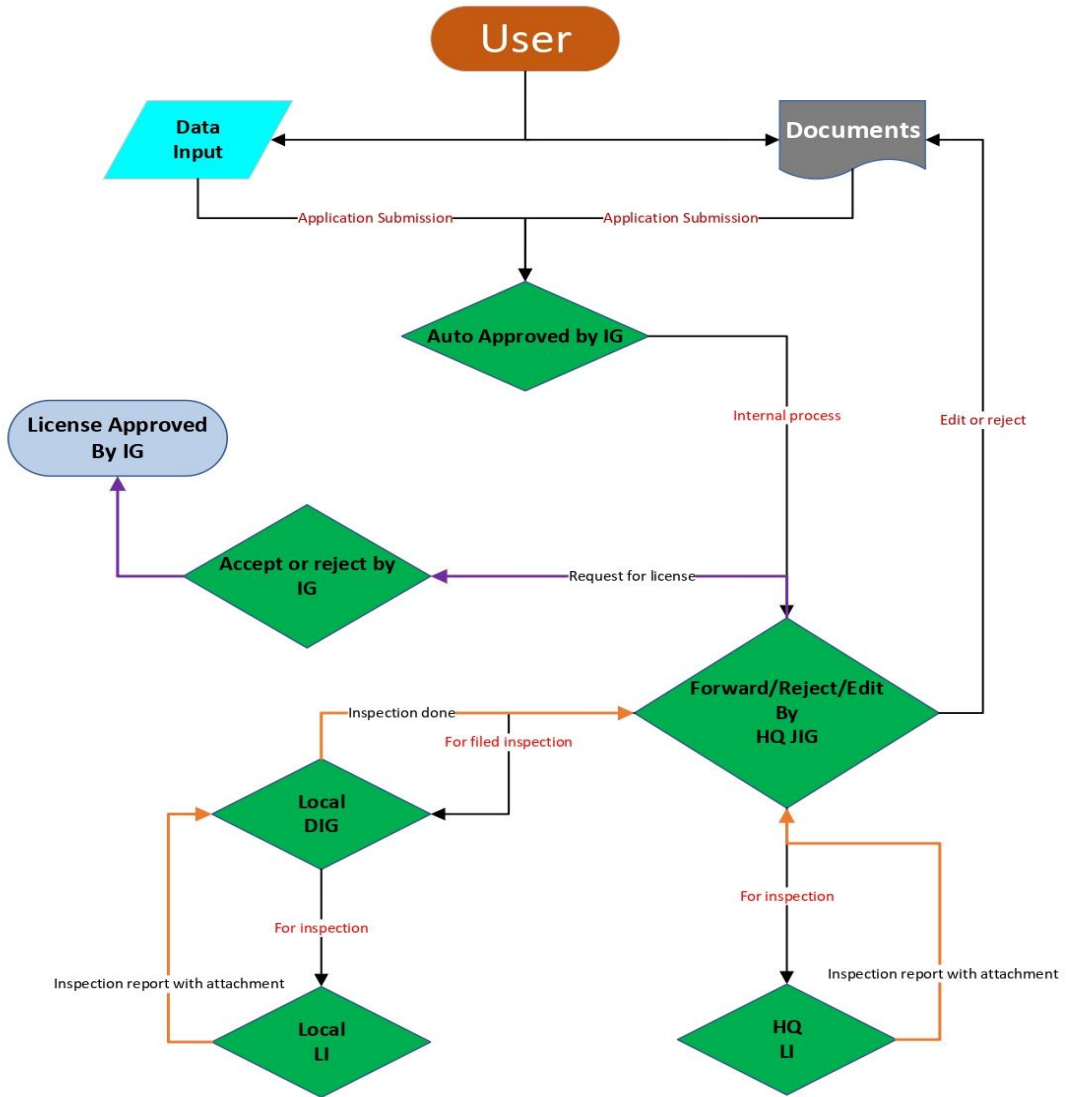 User
Data
Input
Documents
Application Submission
Application Submission
Auto Approved by IG
License Approved
By IG
Internal process
Edit or reject
Accept or reject by
IG
Request for license
Forward/Reject/Edit
By
HQ JIG
Inspection done
For filed inspection
Local
DIG
For inspection
For inspection
Inspection report with attachment
Inspection report with attachment
Local
LI
HQ
LI